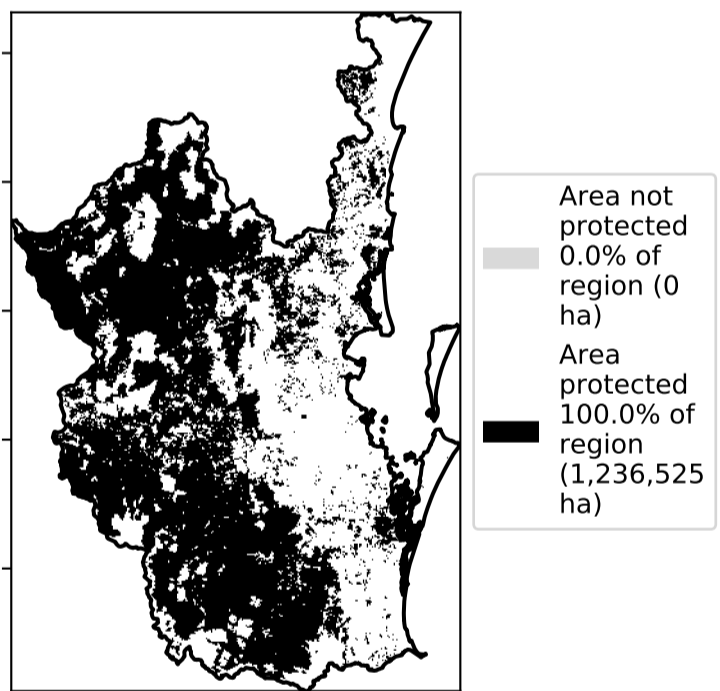 Area not
protected
0.0% of
region (0
ha)
Area
protected
100.0% of
region
(1,236,525
ha)